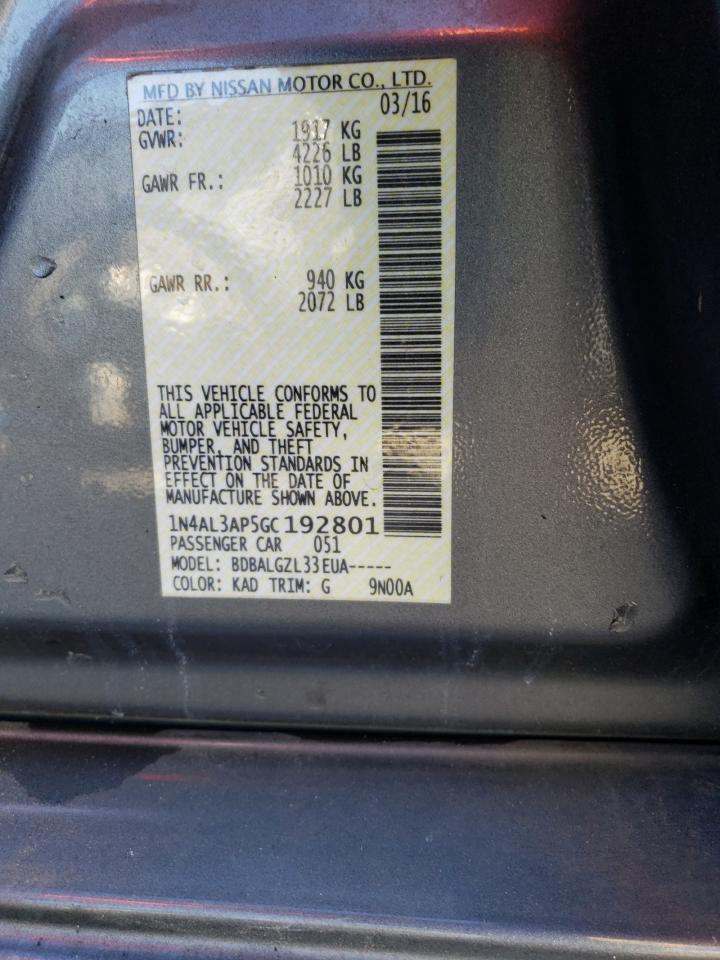 MFD BY NISSAN MOTOR CO., LTD.
DATE: 03/16
GVWR: 1917 KG
4226 LB
GAWR FR.: 1010 KG
2227 LB
GAWR RR.: 940 KG
2072 LB
THIS VEHICLE CONFORMS TO
ALL APPLICABLE FEDERAL
MOTOR VEHICLE SAFETY,
BUMPER, AND THEFT
PREVENTION STANDARDS IN
EFFECT ON THE DATE OF
MANUFACTURE SHOWN ABOVE.
1N4AL3AP5GC192801
PASSENGER CAR 051
MODEL: BDBALGZL33EUA-----
COLOR: KAD TRIM: G 9N00A